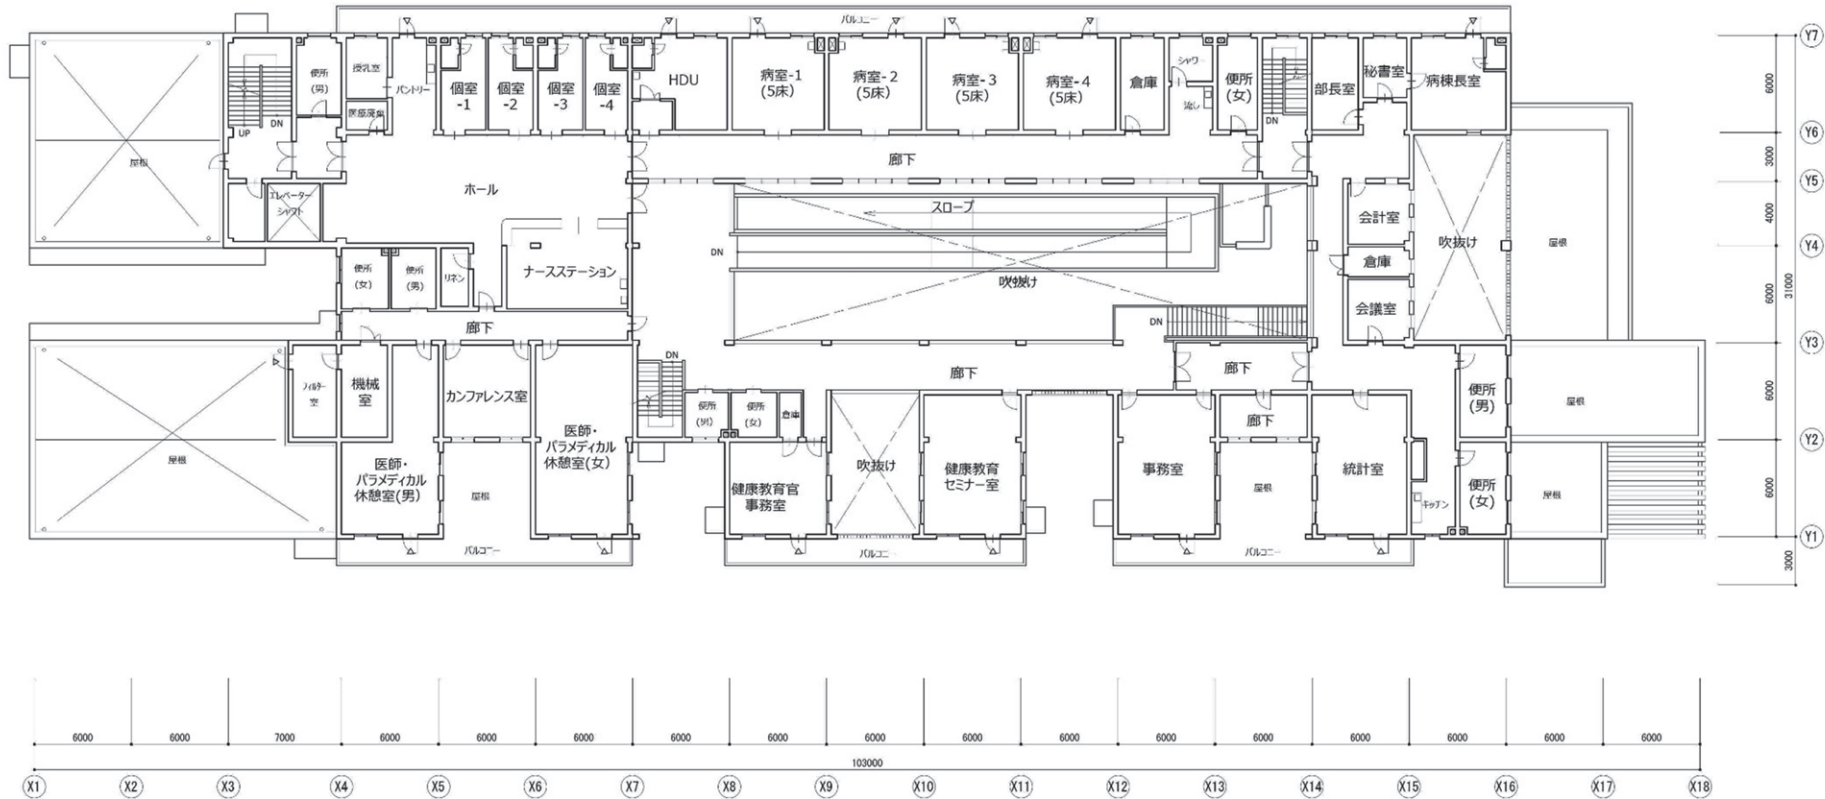 バルコニー
Y7
便所
(男)
授乳室
パントリー
医療廃棄
個室
-1
個室
-2
個室
-3
個室
-4
HDU
病室-1
(5床)
病室-2
(5床)
病室-3
(5床)
病室-4
(5床)
倉庫
シャワー
流し
便所
(女)
DN
部長室
秘書室
病棟長室
6000
UP
DN
Y6
屋根
ホール
廊下
3000
Y5
エレベーター
シャフト
スロープ
会計室
4000
吹抜け
屋根
Y4
便所
(女)
便所
(男)
リネン
ナースステーション
DN
吹抜け
倉庫
会議室
6000
31000
廊下
DN
Y3
フィルター
室
機械
室
カンファレンス室
DN
廊下
廊下
便所
(男)
屋根
6000
便所
(男)
便所
(女)
倉庫
廊下
Y2
屋根
医師・
パラメディカル
休憩室(男)
屋根
医師・
パラメディカル
休憩室(女)
健康教育官
事務室
吹抜け
健康教育
セミナー室
事務室
屋根
統計室
キッチン
便所
(女)
屋根
6000
Y1
バルコニー
バルコニー
バルコニー
3000
6000
6000
7000
6000
6000
6000
6000
6000
6000
6000
6000
6000
6000
6000
6000
6000
6000
103000
X1
X2
X3
X4
X5
X6
X7
X8
X9
X10
X11
X12
X13
X14
X15
X16
X17
X18